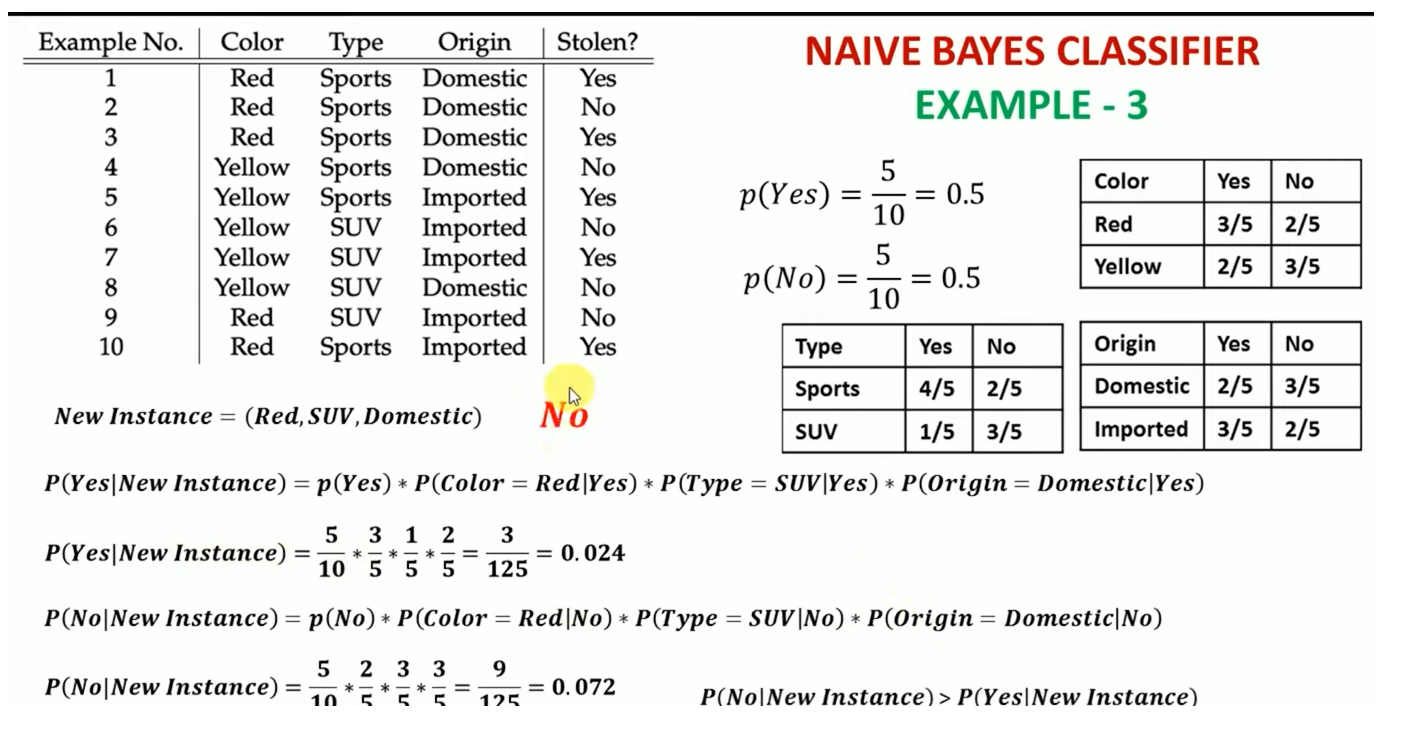 Example No. Color Type Origin Stolen?
1 Red Sports Domestic Yes
2 Red Sports Domestic No
3 Red Sports Domestic Yes
4 Yellow Sports Domestic No
5 Yellow Sports Imported Yes
6 Yellow SUV Imported No
7 Yellow SUV Imported Yes
8 Yellow SUV Domestic No
9 Red SUV Imported No
10 Red Sports Imported Yes
NAIVE BAYES CLASSIFIER
EXAMPLE - 3
p(Yes) = 5/10 = 0.5
p(No) = 5/10 = 0.5
Color Yes No
Red 3/5 2/5
Yellow 2/5 3/5
Type Yes No
Sports 4/5 2/5
SUV 1/5 3/5
Origin Yes No
Domestic 2/5 3/5
Imported 3/5 2/5
New Instance = (Red, SUV, Domestic) No
P(Yes|New Instance) = p(Yes) * P(Color = Red|Yes) * P(Type = SUV|Yes) * P(Origin = Domestic|Yes)
P(Yes|New Instance) = 5/10 * 3/5 * 1/5 * 2/5 = 3/125 = 0.024
P(No|New Instance) = p(No) * P(Color = Red|No) * P(Type = SUV|No) * P(Origin = Domestic|No)
P(No|New Instance) = 5/10 * 2/5 * 3/5 * 3/5 = 9/125 = 0.072
P(No|New Instance) > P(Yes|New Instance)